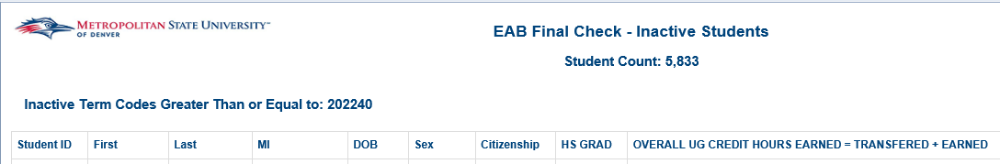 METROPOLITAN STATE UNIVERSITY™
OF DENVER
EAB Final Check - Inactive Students
Student Count: 5,833
Inactive Term Codes Greater Than or Equal to: 202240
Student ID First Last MI DOB Sex Citizenship HS GRAD OVERALL UG CREDIT HOURS EARNED = TRANSFERED + EARNED